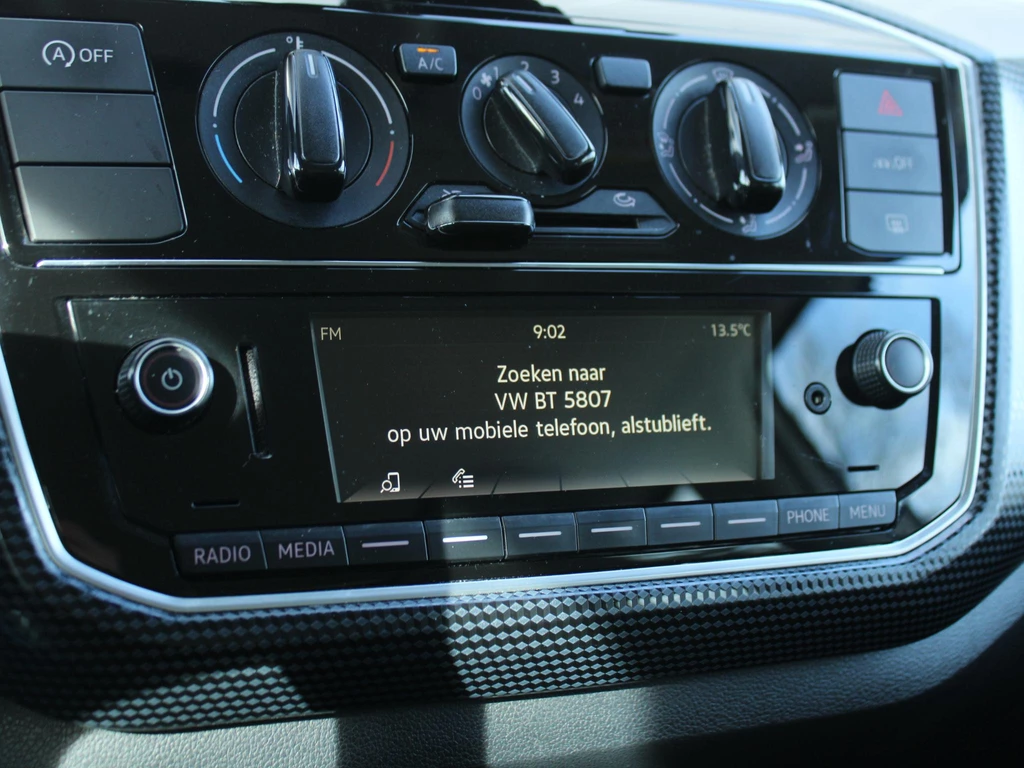 A OFF
°
A/C
0 1 2 3 4
OFF
FM 9:02 13.5°C
Zoeken naar
VW BT 5807
op uw mobiele telefoon, alstublieft.
RADIO MEDIA PHONE MENU